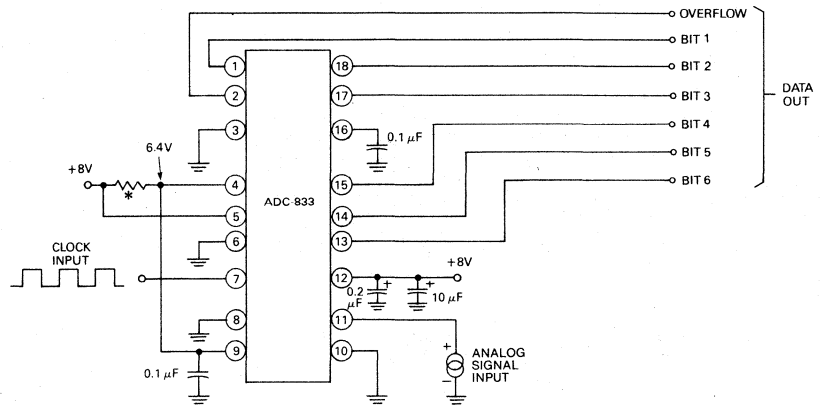 OVERFLOW
BIT 1
1
18
BIT 2
2
17
BIT 3
DATA
OUT
3
16
0.1 µF
BIT 4
6.4V
+8V
*
4
15
BIT 5
ADC-833
5
14
BIT 6
6
13
CLOCK
INPUT
7
12
+8V
0.2
µF
+
+
10 µF
8
11
9
10
0.1 µF
+
-
ANALOG
SIGNAL
INPUT